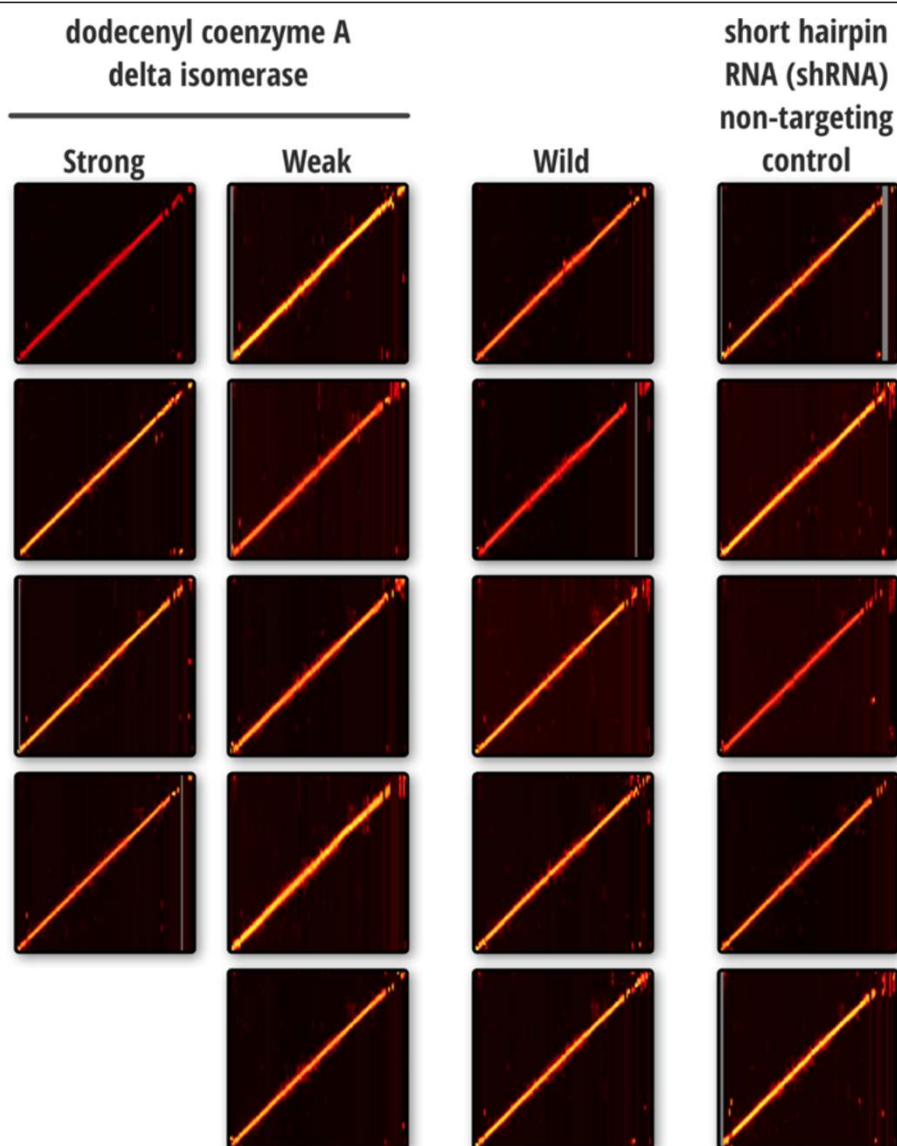 dodecenyl coenzyme A
delta isomerase
Strong
Weak
Wild
short hairpin
RNA (shRNA)
non-targeting
control